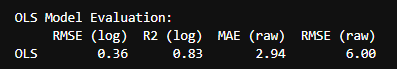 OLS Model Evaluation:
RMSE (log) R2 (log) MAE (raw) RMSE (raw)
OLS 0.36 0.83 2.94 6.00